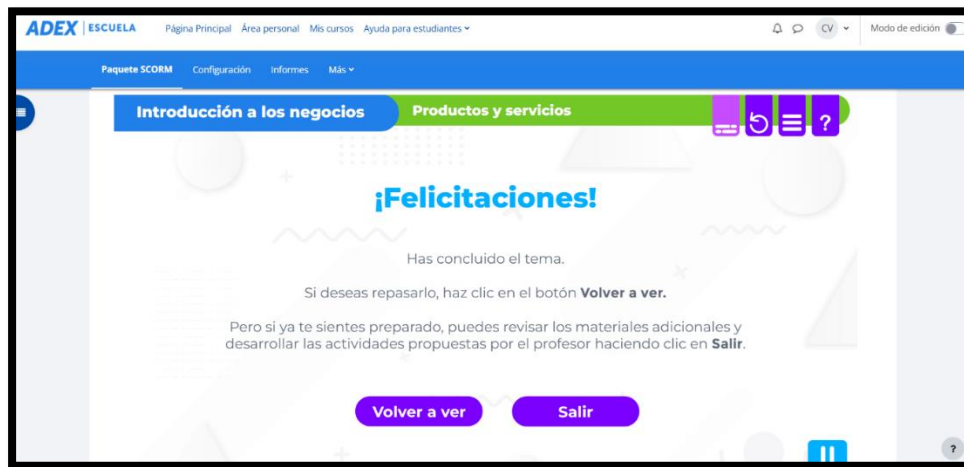 ADEX ESCUELA Página Principal Área personal Mis cursos Ayuda para estudiantes CV Modo de edición
Paquete SCORM Configuración Informes Más
Introducción a los negocios Productos y servicios ?
¡Felicitaciones!
Has concluido el tema.
Si deseas repasarlo, haz clic en el botón Volver a ver.
Pero si ya te sientes preparado, puedes revisar los materiales adicionales y
desarrollar las actividades propuestas por el profesor haciendo clic en Salir.
Volver a ver Salir
?